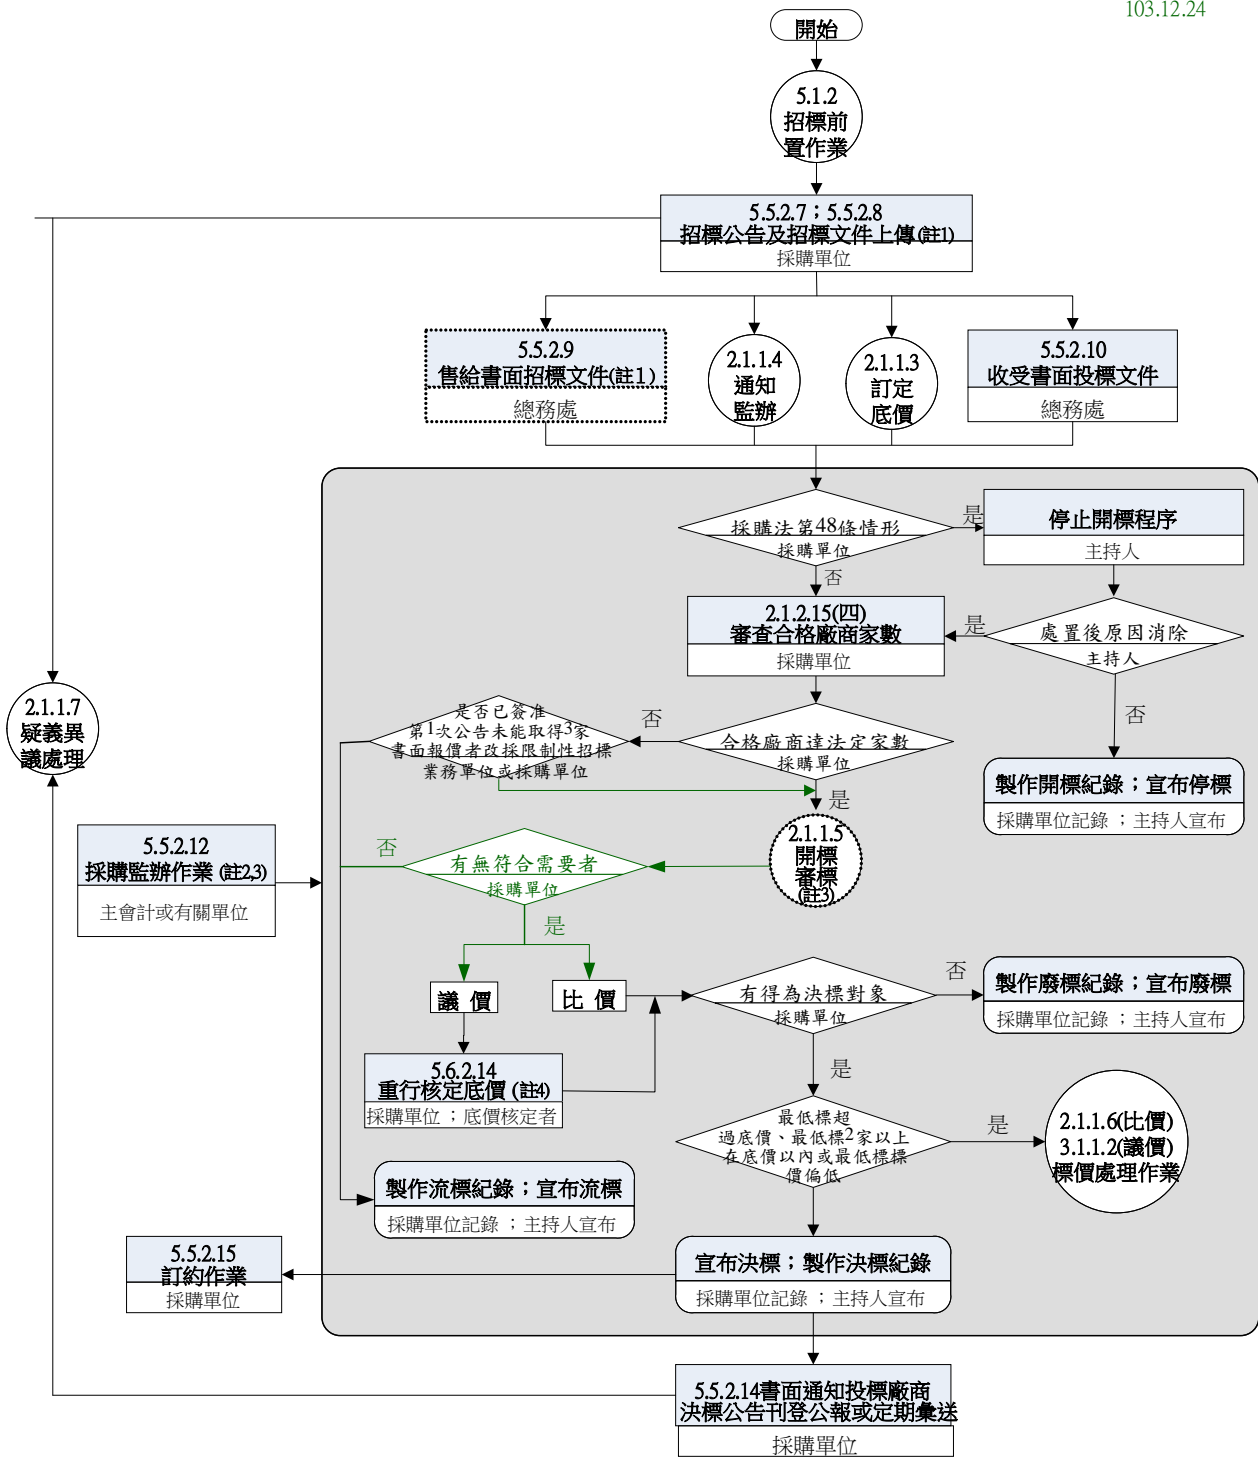 103.12.24
開始
5.1.2
招標前
置作業
5.5.2.7；5.5.2.8
招標公告及招標文件上傳(註1)
採購單位
5.5.2.9
售給書面招標文件(註1)
總務處
2.1.1.4
通知
監辦
2.1.1.3
訂定
底價
5.5.2.10
收受書面投標文件
總務處
採購法第48條情形
採購單位
是
停止開標程序
主持人
否
2.1.2.15(四)
審查合格廠商家數
採購單位
是
處置後原因消除
主持人
否
2.1.1.7
疑義異
議處理
是否已簽准
第1次公告未能取得3家
書面報價者改採限制性招標
業務單位或採購單位
否
合格廠商達法定家數
採購單位
是
製作開標紀錄；宣布停標
採購單位記錄 ；主持人宣布
5.5.2.12
採購監辦作業 (註2,3)
主會計或有關單位
否
有無符合需要者
採購單位
2.1.1.5
開標
審標
(註3)
是
議 價
比 價
有得為決標對象
採購單位
否
製作廢標紀錄；宣布廢標
採購單位記錄 ；主持人宣布
5.6.2.14
重行核定底價 (註4)
採購單位 ；底價核定者
是
最低標超
過底價、最低標2家以上
在底價以內或最低標標
價偏低
是
2.1.1.6(比價)
3.1.1.2(議價)
標價處理作業
製作流標紀錄；宣布流標
採購單位記錄 ；主持人宣布
5.5.2.15
訂約作業
採購單位
宣布決標；製作決標紀錄
採購單位記錄 ；主持人宣布
5.5.2.14書面通知投標廠商
決標公告刊登公報或定期彙送
採購單位